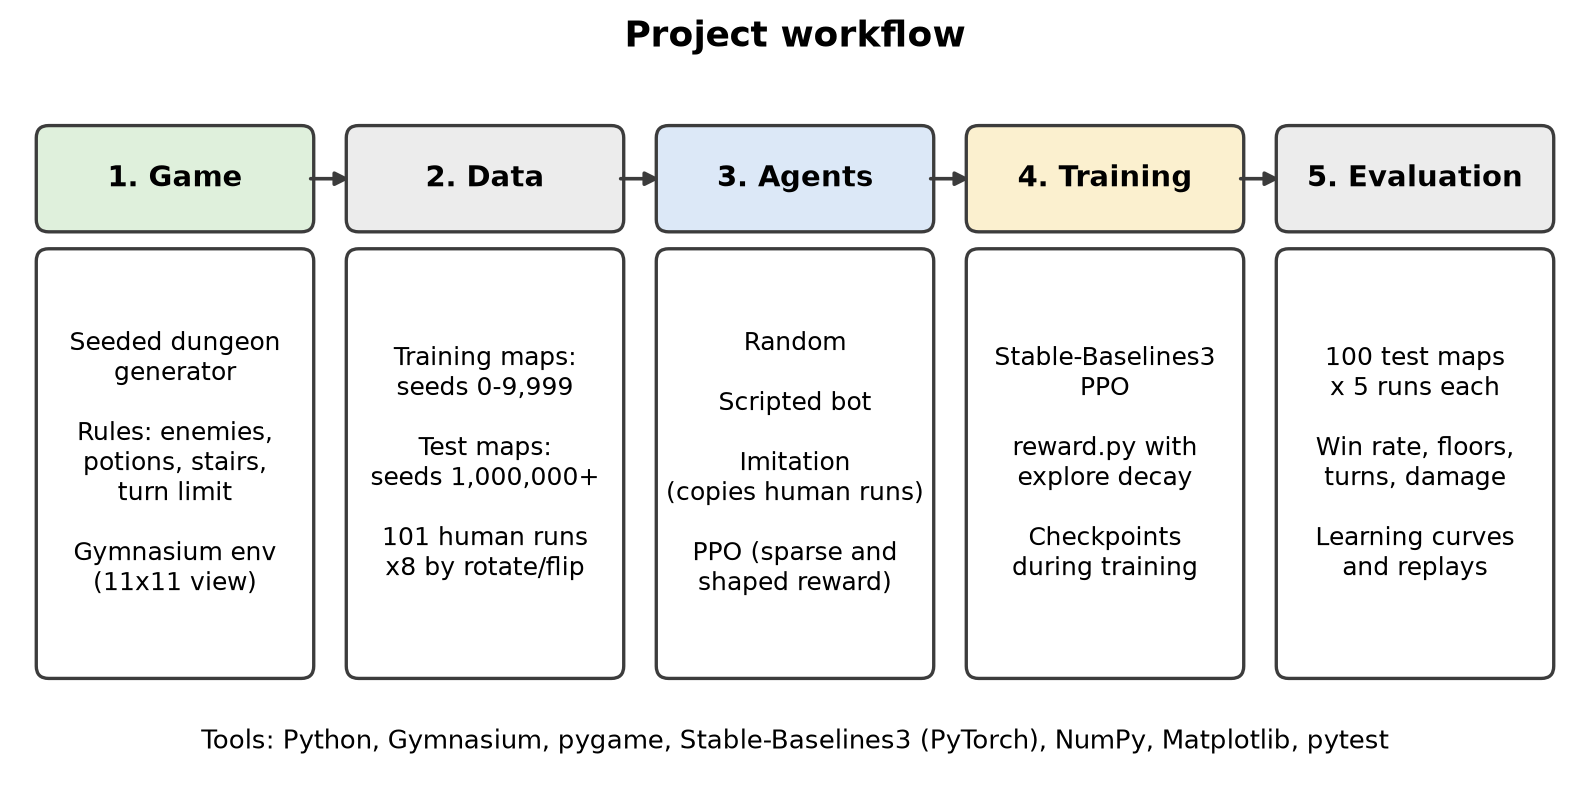 Project workflow
1. Game
2. Data
3. Agents
4. Training
5. Evaluation
Seeded dungeon
generator
Rules: enemies,
potions, stairs,
turn limit
Gymnasium env
(11x11 view)
Training maps:
seeds 0-9,999
Test maps:
seeds 1,000,000+
101 human runs
x8 by rotate/flip
Random
Scripted bot
Imitation
(copies human runs)
PPO (sparse and
shaped reward)
Stable-Baselines3
PPO
reward.py with
explore decay
Checkpoints
during training
100 test maps
x 5 runs each
Win rate, floors,
turns, damage
Learning curves
and replays
Tools: Python, Gymnasium, pygame, Stable-Baselines3 (PyTorch), NumPy, Matplotlib, pytest